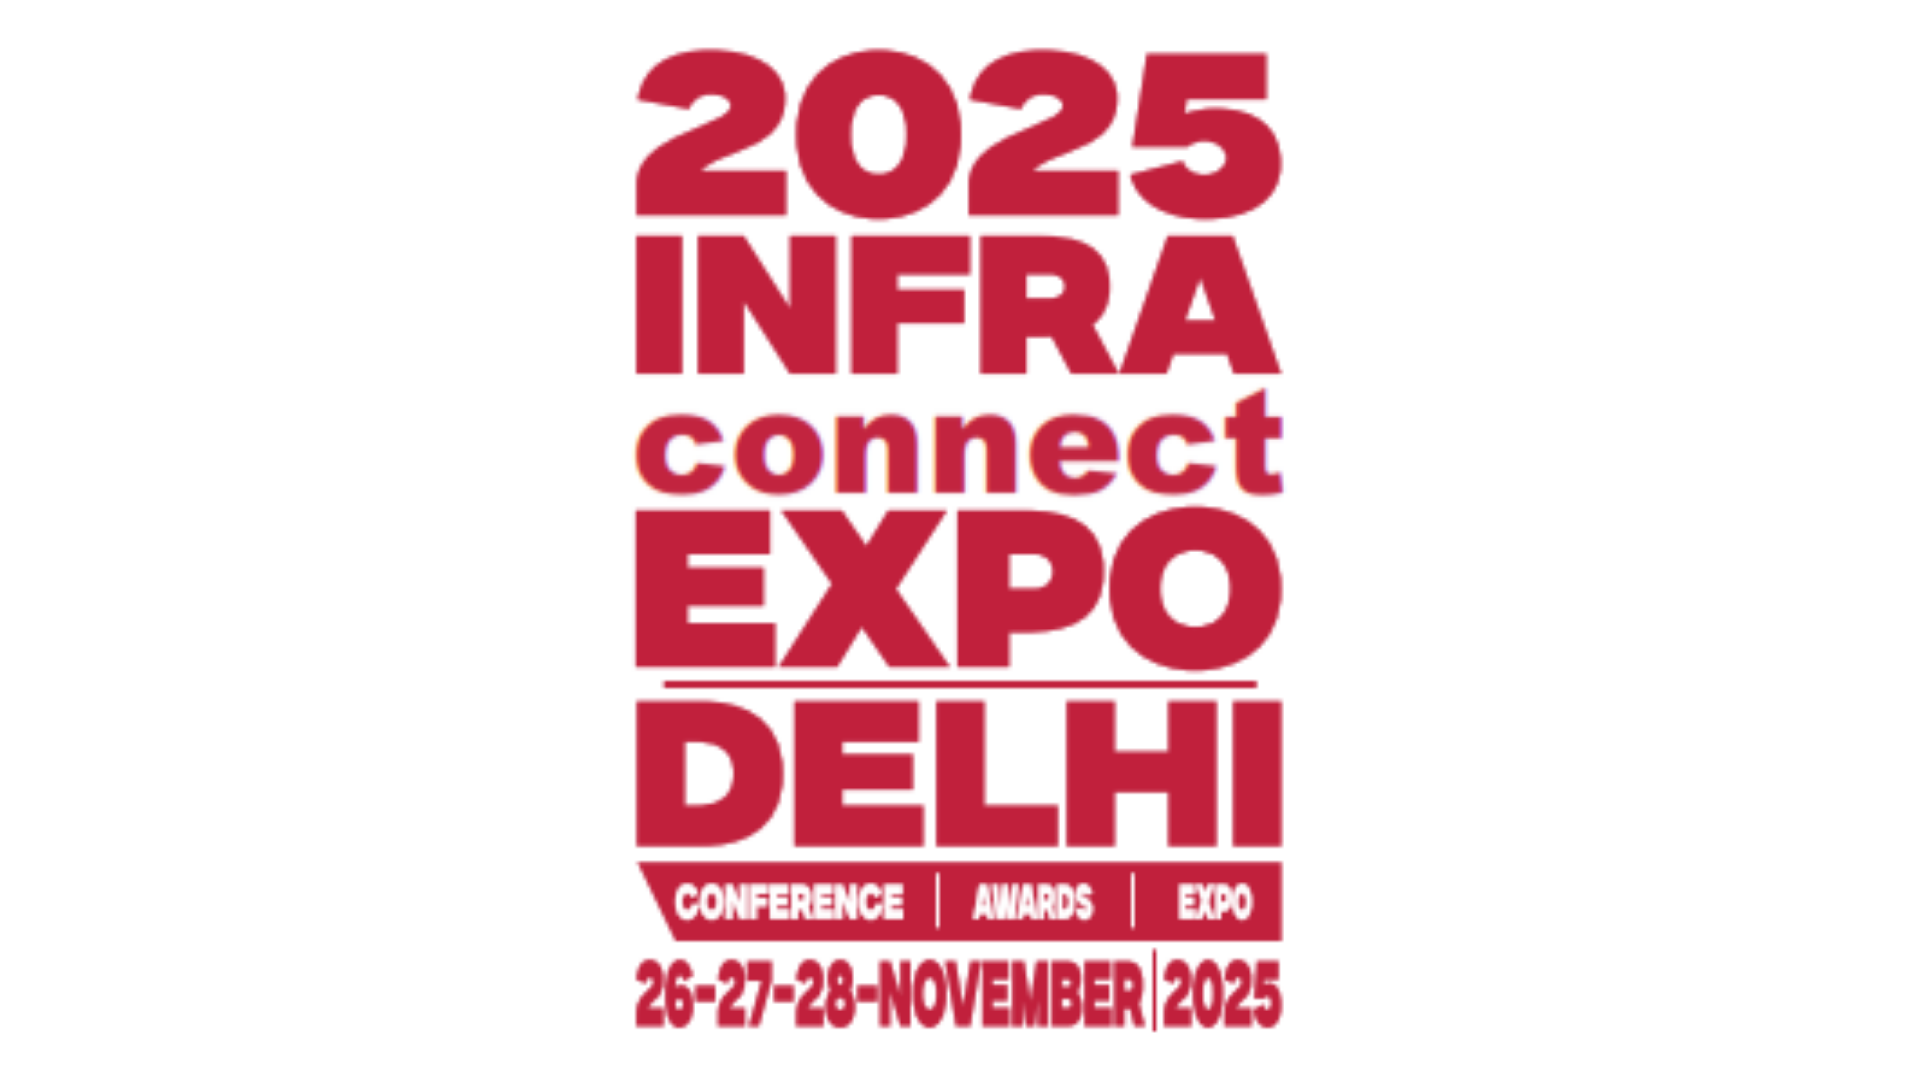 2025
INFRA
connect
EXPO
DELHI
CONFERENCE | AWARDS | EXPO
26-27-28-NOVEMBER|2025